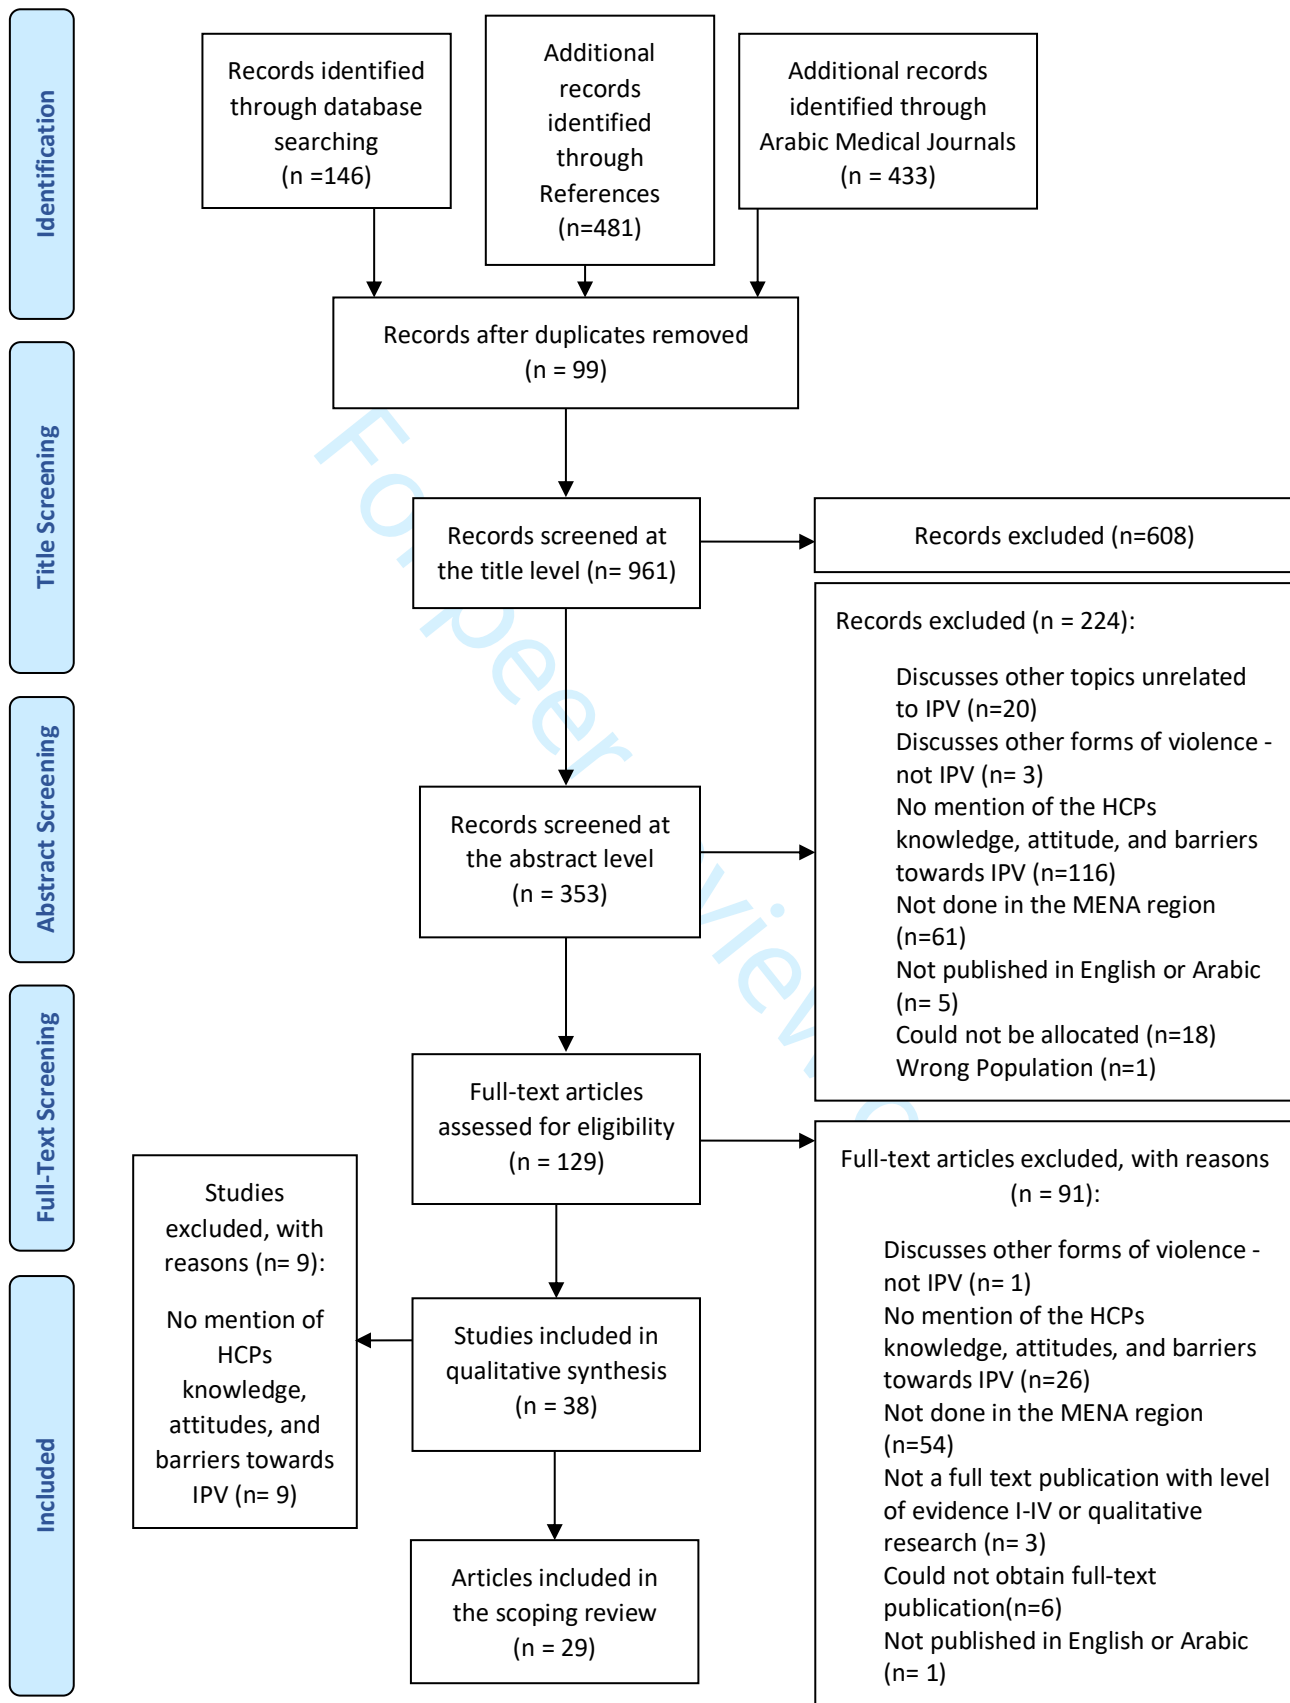 Identification
Records identified
through database
searching
(n =146)
Additional
records
identified
through
References
(n=481)
Additional records
identified through
Arabic Medical Journals
(n = 433)
Records after duplicates removed
(n = 99)
Title Screening
Records screened at
the title level (n= 961)
Records excluded (n=608)
Abstract Screening
Records screened at
the abstract level
(n = 353)
Records excluded (n = 224):
Discusses other topics unrelated
to IPV (n=20)
Discusses other forms of violence -
not IPV (n= 3)
No mention of the HCPs
knowledge, attitude, and barriers
towards IPV (n=116)
Not done in the MENA region
(n=61)
Not published in English or Arabic
(n= 5)
Could not be allocated (n=18)
Wrong Population (n=1)
Full-Text Screening
Full-text articles
assessed for eligibility
(n = 129)
Full-text articles excluded, with reasons
(n = 91):
Discusses other forms of violence -
not IPV (n= 1)
No mention of the HCPs
knowledge, attitudes, and barriers
towards IPV (n=26)
Not done in the MENA region
(n=54)
Not a full text publication with level
of evidence I-IV or qualitative
research (n= 3)
Could not obtain full-text
publication(n=6)
Not published in English or Arabic
(n= 1)
Studies
excluded, with
reasons (n= 9):
No mention of
HCPs
knowledge,
attitudes, and
barriers towards
IPV (n= 9)
Included
Studies included in
qualitative synthesis
(n = 38)
Articles included in
the scoping review
(n = 29)
For peer